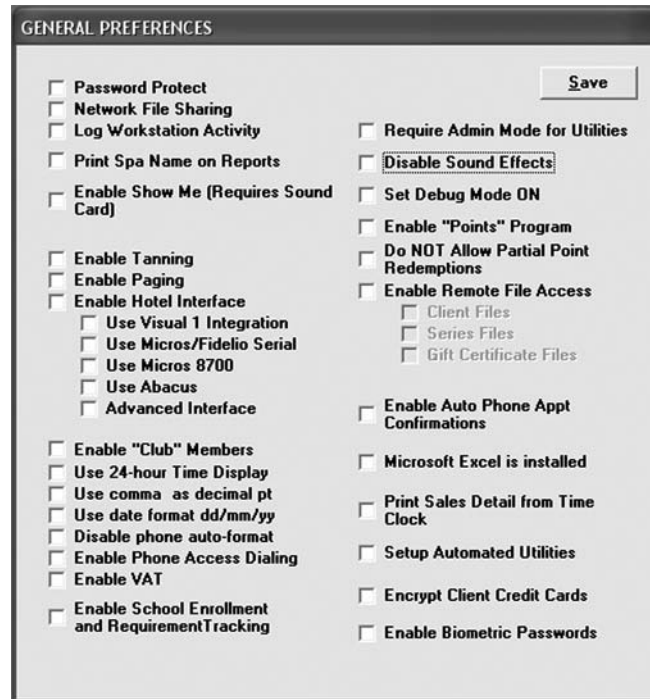 GENERAL PREFERENCES
Save
Password Protect
Network File Sharing
Log Workstation Activity
Print Spa Name on Reports
Enable Show Me (Requires Sound
Card)
Enable Tanning
Enable Paging
Enable Hotel Interface
Use Visual 1 Integration
Use Micros/Fidelio Serial
Use Micros 8700
Use Abacus
Advanced Interface
Enable "Club" Members
Use 24-hour Time Display
Use comma as decimal pt
Use date format dd/mm/yy
Disable phone auto-format
Enable Phone Access Dialing
Enable VAT
Enable School Enrollment
and RequirementTracking
Require Admin Mode for Utilities
Disable Sound Effects
Set Debug Mode ON
Enable "Points" Program
Do NOT Allow Partial Point
Redemptions
Enable Remote File Access
Client Files
Series Files
Gift Certificate Files
Enable Auto Phone Appt
Confirmations
Microsoft Excel is installed
Print Sales Detail from Time
Clock
Setup Automated Utilities
Encrypt Client Credit Cards
Enable Biometric Passwords